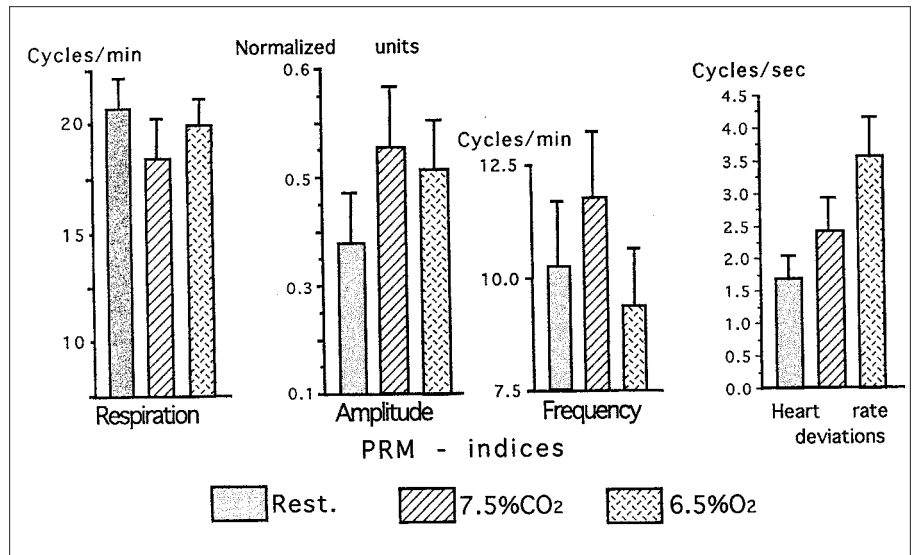 Cycles/min
20
15
10
Respiration
Normalized units
0.6
0.5
0.3
0.1
Amplitude
Cycles/min
12.5
10.0
7.5
Frequency
Cycles/sec
4.5
4.0
3.5
3.0
2.5
2.0
1.5
1.0
0.5
0.0
Heart rate
deviations
PRM - indices
Rest.
7.5%CO2
6.5%O2